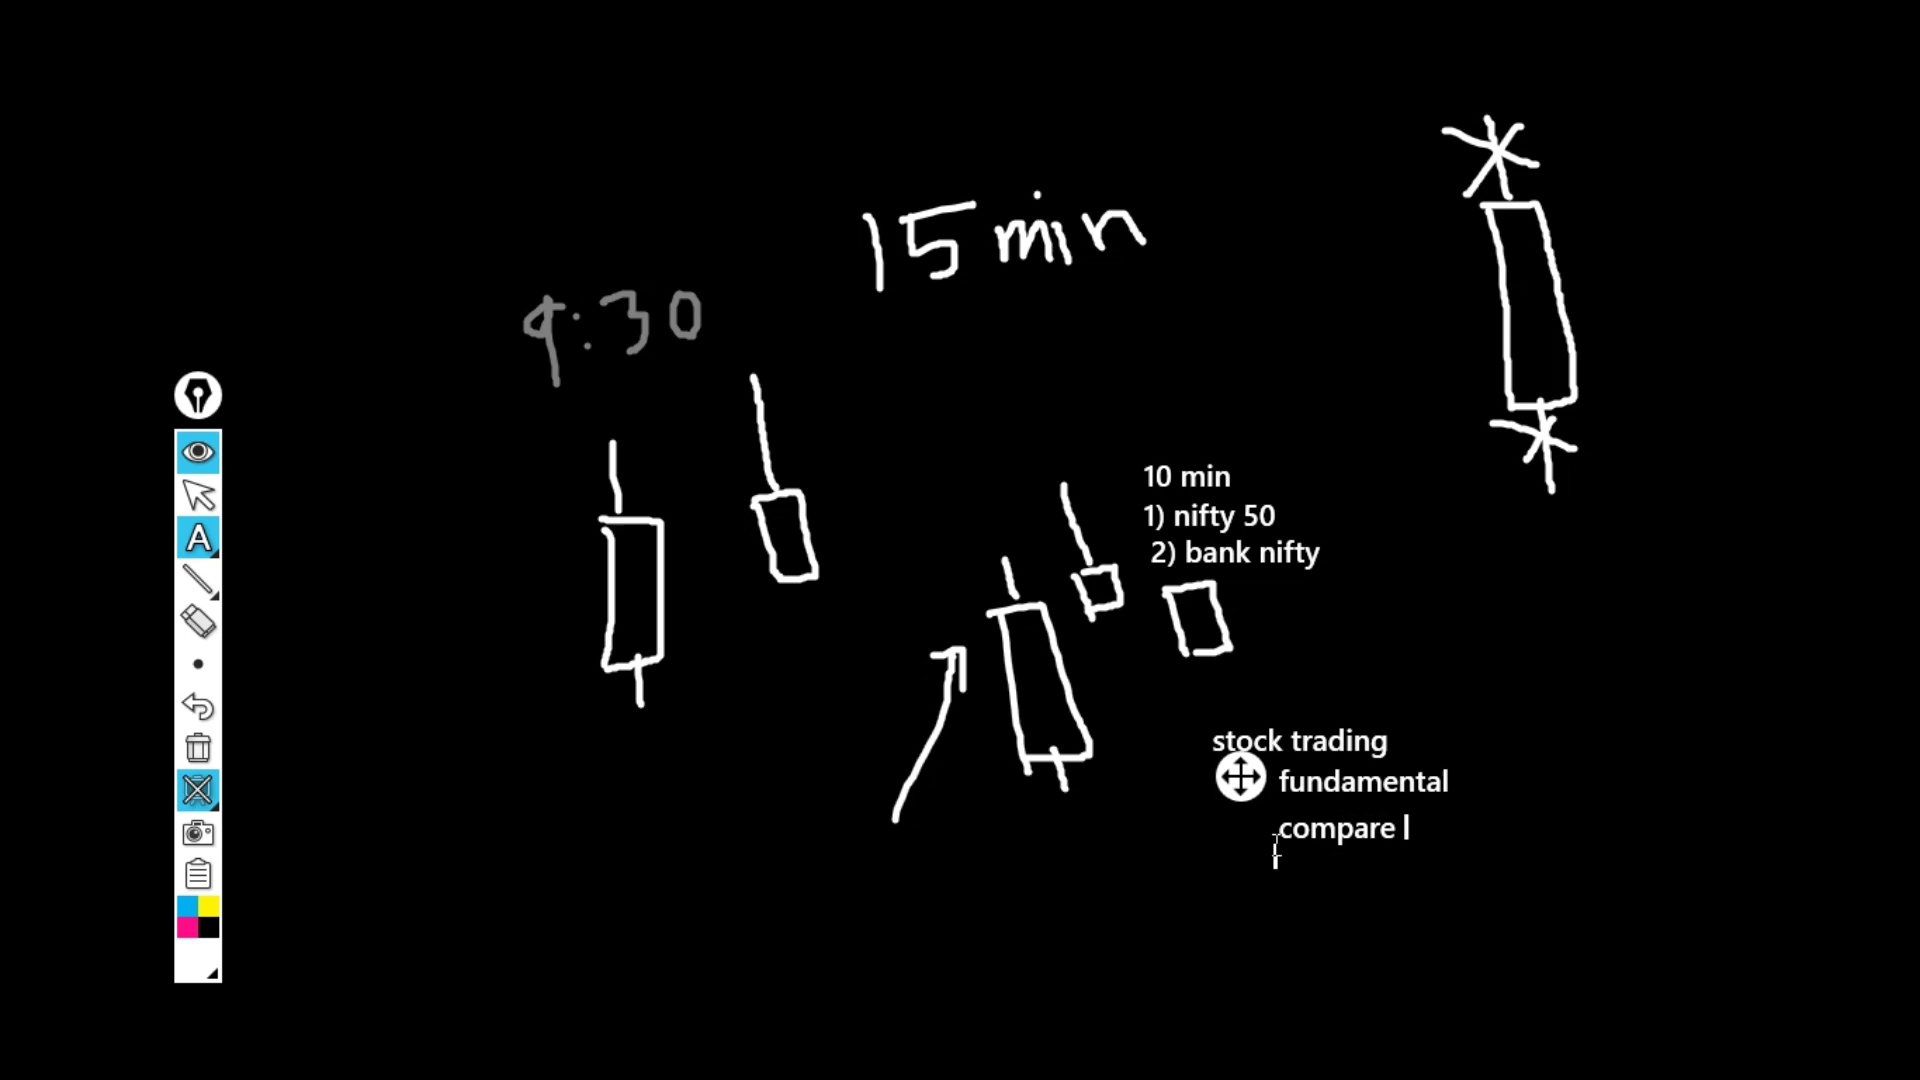 15 min
9:30
10 min
1) nifty 50
2) bank nifty
stock trading
fundamental
compare